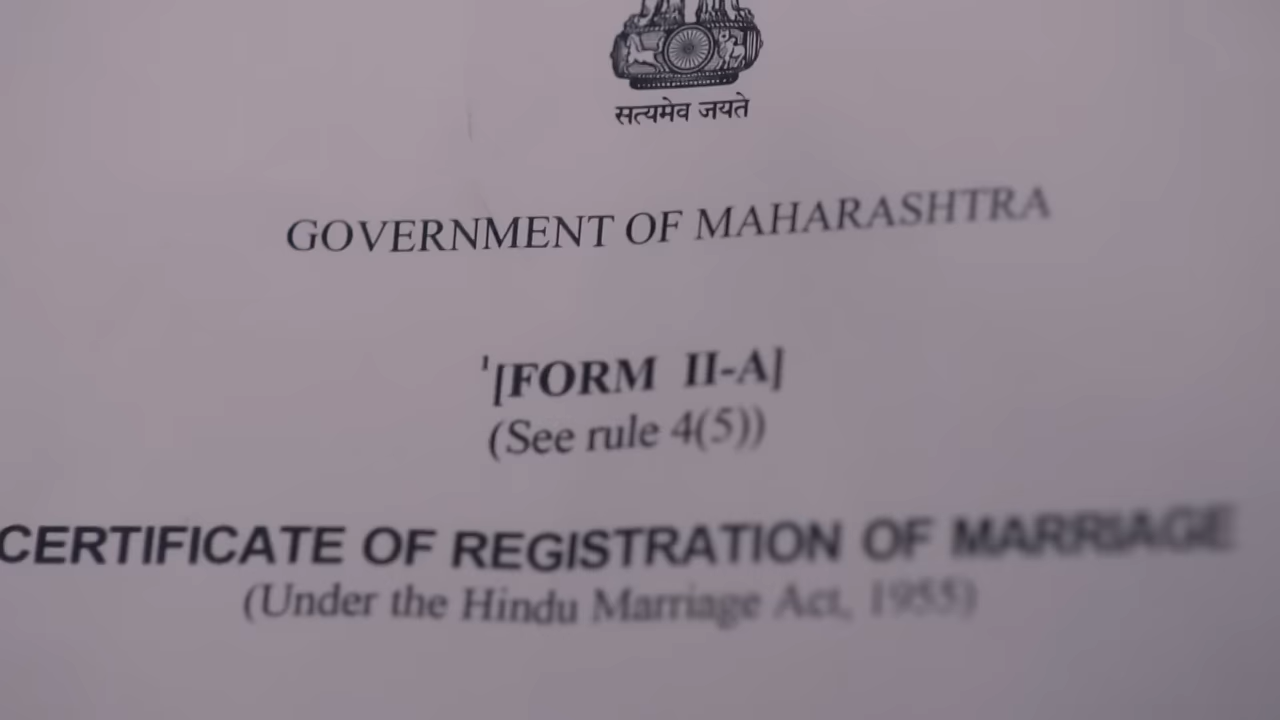 सत्यमेव जयते
GOVERNMENT OF MAHARASHTRA
¹[FORM II-A]
(See rule 4(5))
CERTIFICATE OF REGISTRATION OF MARRIAGE
(Under the Hindu Marriage Act, 1955)